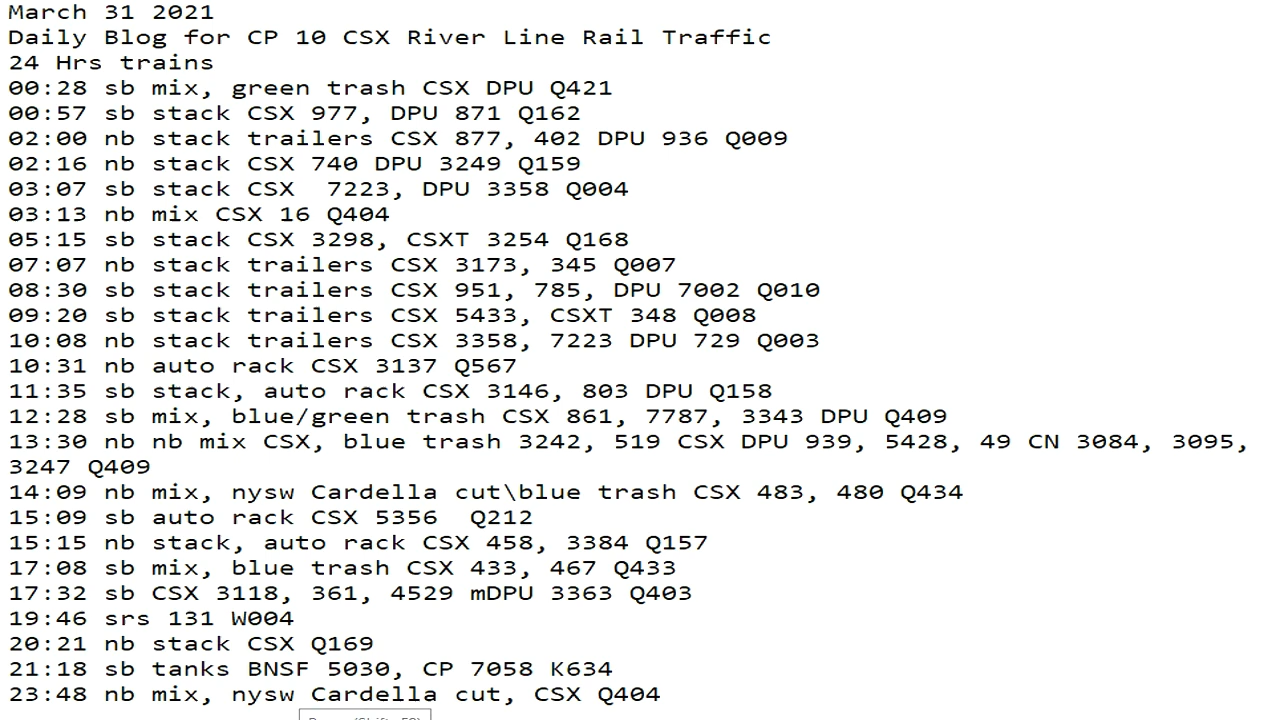 March 31 2021
Daily Blog for CP 10 CSX River Line Rail Traffic
24 Hrs trains
00:28 sb mix, green trash CSX DPU Q421
00:57 sb stack CSX 977, DPU 871 Q162
02:00 nb stack trailers CSX 877, 402 DPU 936 Q009
02:16 nb stack CSX 740 DPU 3249 Q159
03:07 sb stack CSX  7223, DPU 3358 Q004
03:13 nb mix CSX 16 Q404
05:15 sb stack CSX 3298, CSXT 3254 Q168
07:07 nb stack trailers CSX 3173, 345 Q007
08:30 sb stack trailers CSX 951, 785, DPU 7002 Q010
09:20 sb stack trailers CSX 5433, CSXT 348 Q008
10:08 nb stack trailers CSX 3358, 7223 DPU 729 Q003
10:31 nb auto rack CSX 3137 Q567
11:35 sb stack, auto rack CSX 3146, 803 DPU Q158
12:28 sb mix, blue/green trash CSX 861, 7787, 3343 DPU Q409
13:30 nb nb mix CSX, blue trash 3242, 519 CSX DPU 939, 5428, 49 CN 3084, 3095,
3247 Q409
14:09 nb mix, nysw Cardella cut\blue trash CSX 483, 480 Q434
15:09 sb auto rack CSX 5356  Q212
15:15 nb stack, auto rack CSX 458, 3384 Q157
17:08 sb mix, blue trash CSX 433, 467 Q433
17:32 sb CSX 3118, 361, 4529 mDPU 3363 Q403
19:46 srs 131 W004
20:21 nb stack CSX Q169
21:18 sb tanks BNSF 5030, CP 7058 K634
23:48 nb mix, nysw Cardella cut, CSX Q404